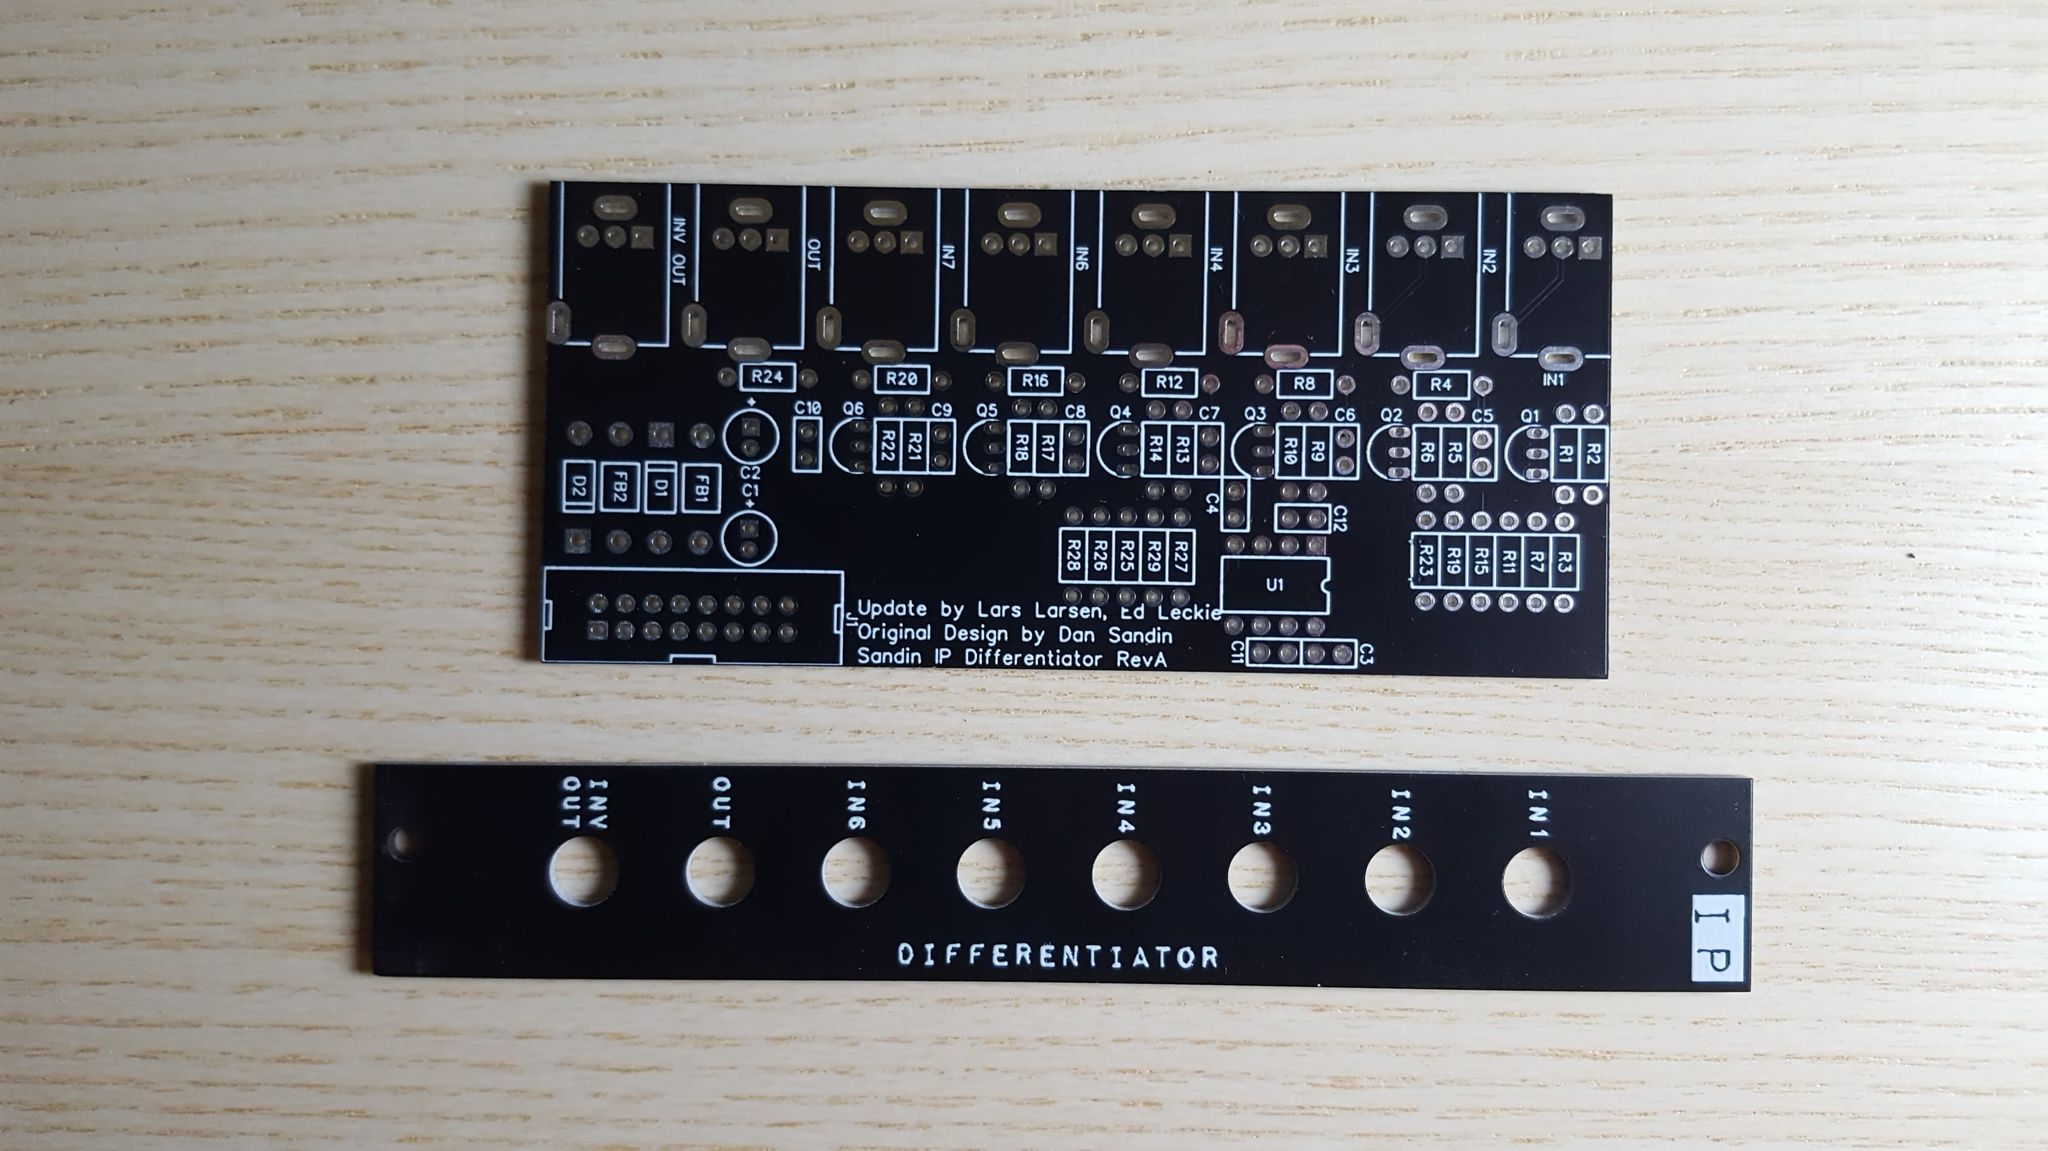 INV OUT
OUT
IN7
IN6
IN4
IN3
IN2
IN1
R24
R20
R16
R12
R8
R4
+
C10
Q6
C9
Q5
C8
Q4
C7
Q3
C6
Q2
C5
Q1
R22
R21
R18
R17
R14
R13
R10
R9
R6
R5
R1
R2
C2
C1
+
D2
FB2
D1
FB1
C4
C12
R28
R26
R25
R29
R27
U1
R23
R19
R15
R11
R7
R3
J1
Update by Lars Larsen, Ed Leckie
Original Design by Dan Sandin
Sandin IP Differentiator RevA
C11
C3
INV
OUT
OUT
IN6
IN5
IN4
IN3
IN2
IN1
DIFFERENTIATOR
IP